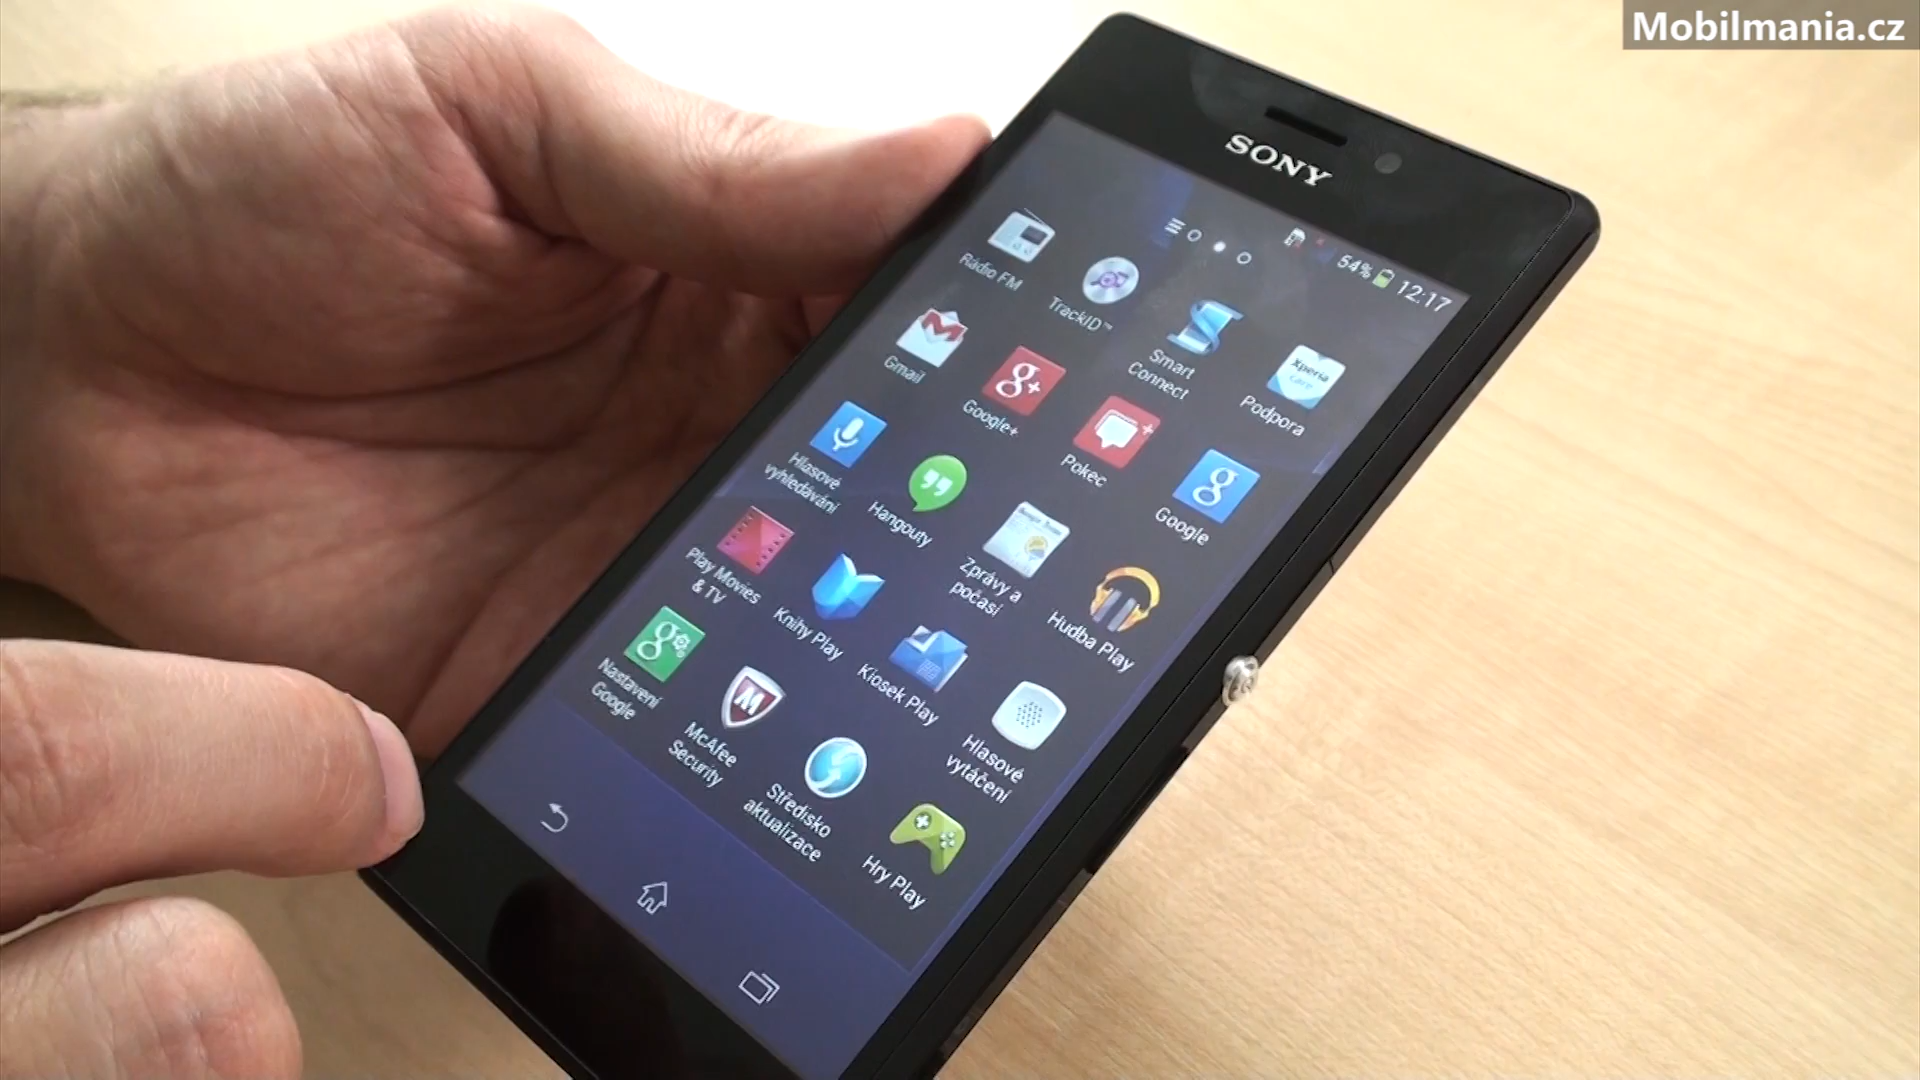 Mobilmania.cz
SONY
54% 12:17
Rádio FM
TrackID™
Smart
Connect
Xperia
care
Podpora
Gmail
Google+
Pokec
Google
Hlasové
vyhledávání
Hangouty
Zprávy a
počasí
Hudba Play
Play Movies
& TV
Knihy Play
Kiosek Play
Hlasové
vytáčení
Nastavení
Google
McAfee
Security
Středisko
aktualizace
Hry Play